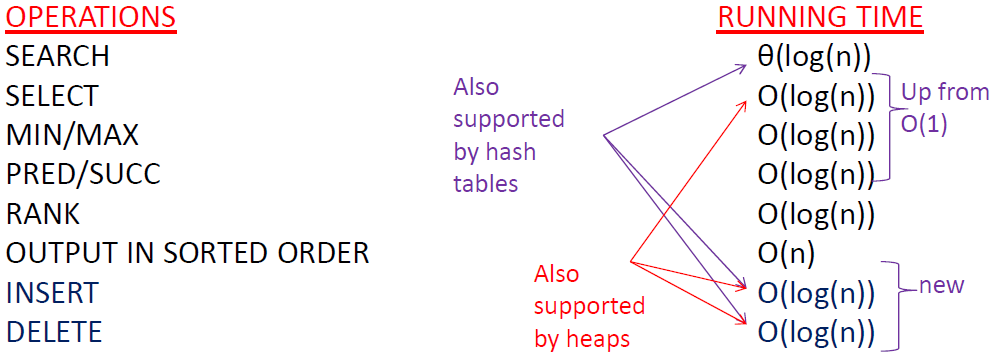 OPERATIONS
SEARCH
SELECT
MIN/MAX
PRED/SUCC
RANK
OUTPUT IN SORTED ORDER
INSERT
DELETE
Also
supported
by hash
tables
Also
supported
by heaps
RUNNING TIME
θ(log(n))
O(log(n))
O(log(n))
O(log(n))
O(log(n))
O(n)
O(log(n))
O(log(n))
Up from
O(1)
new